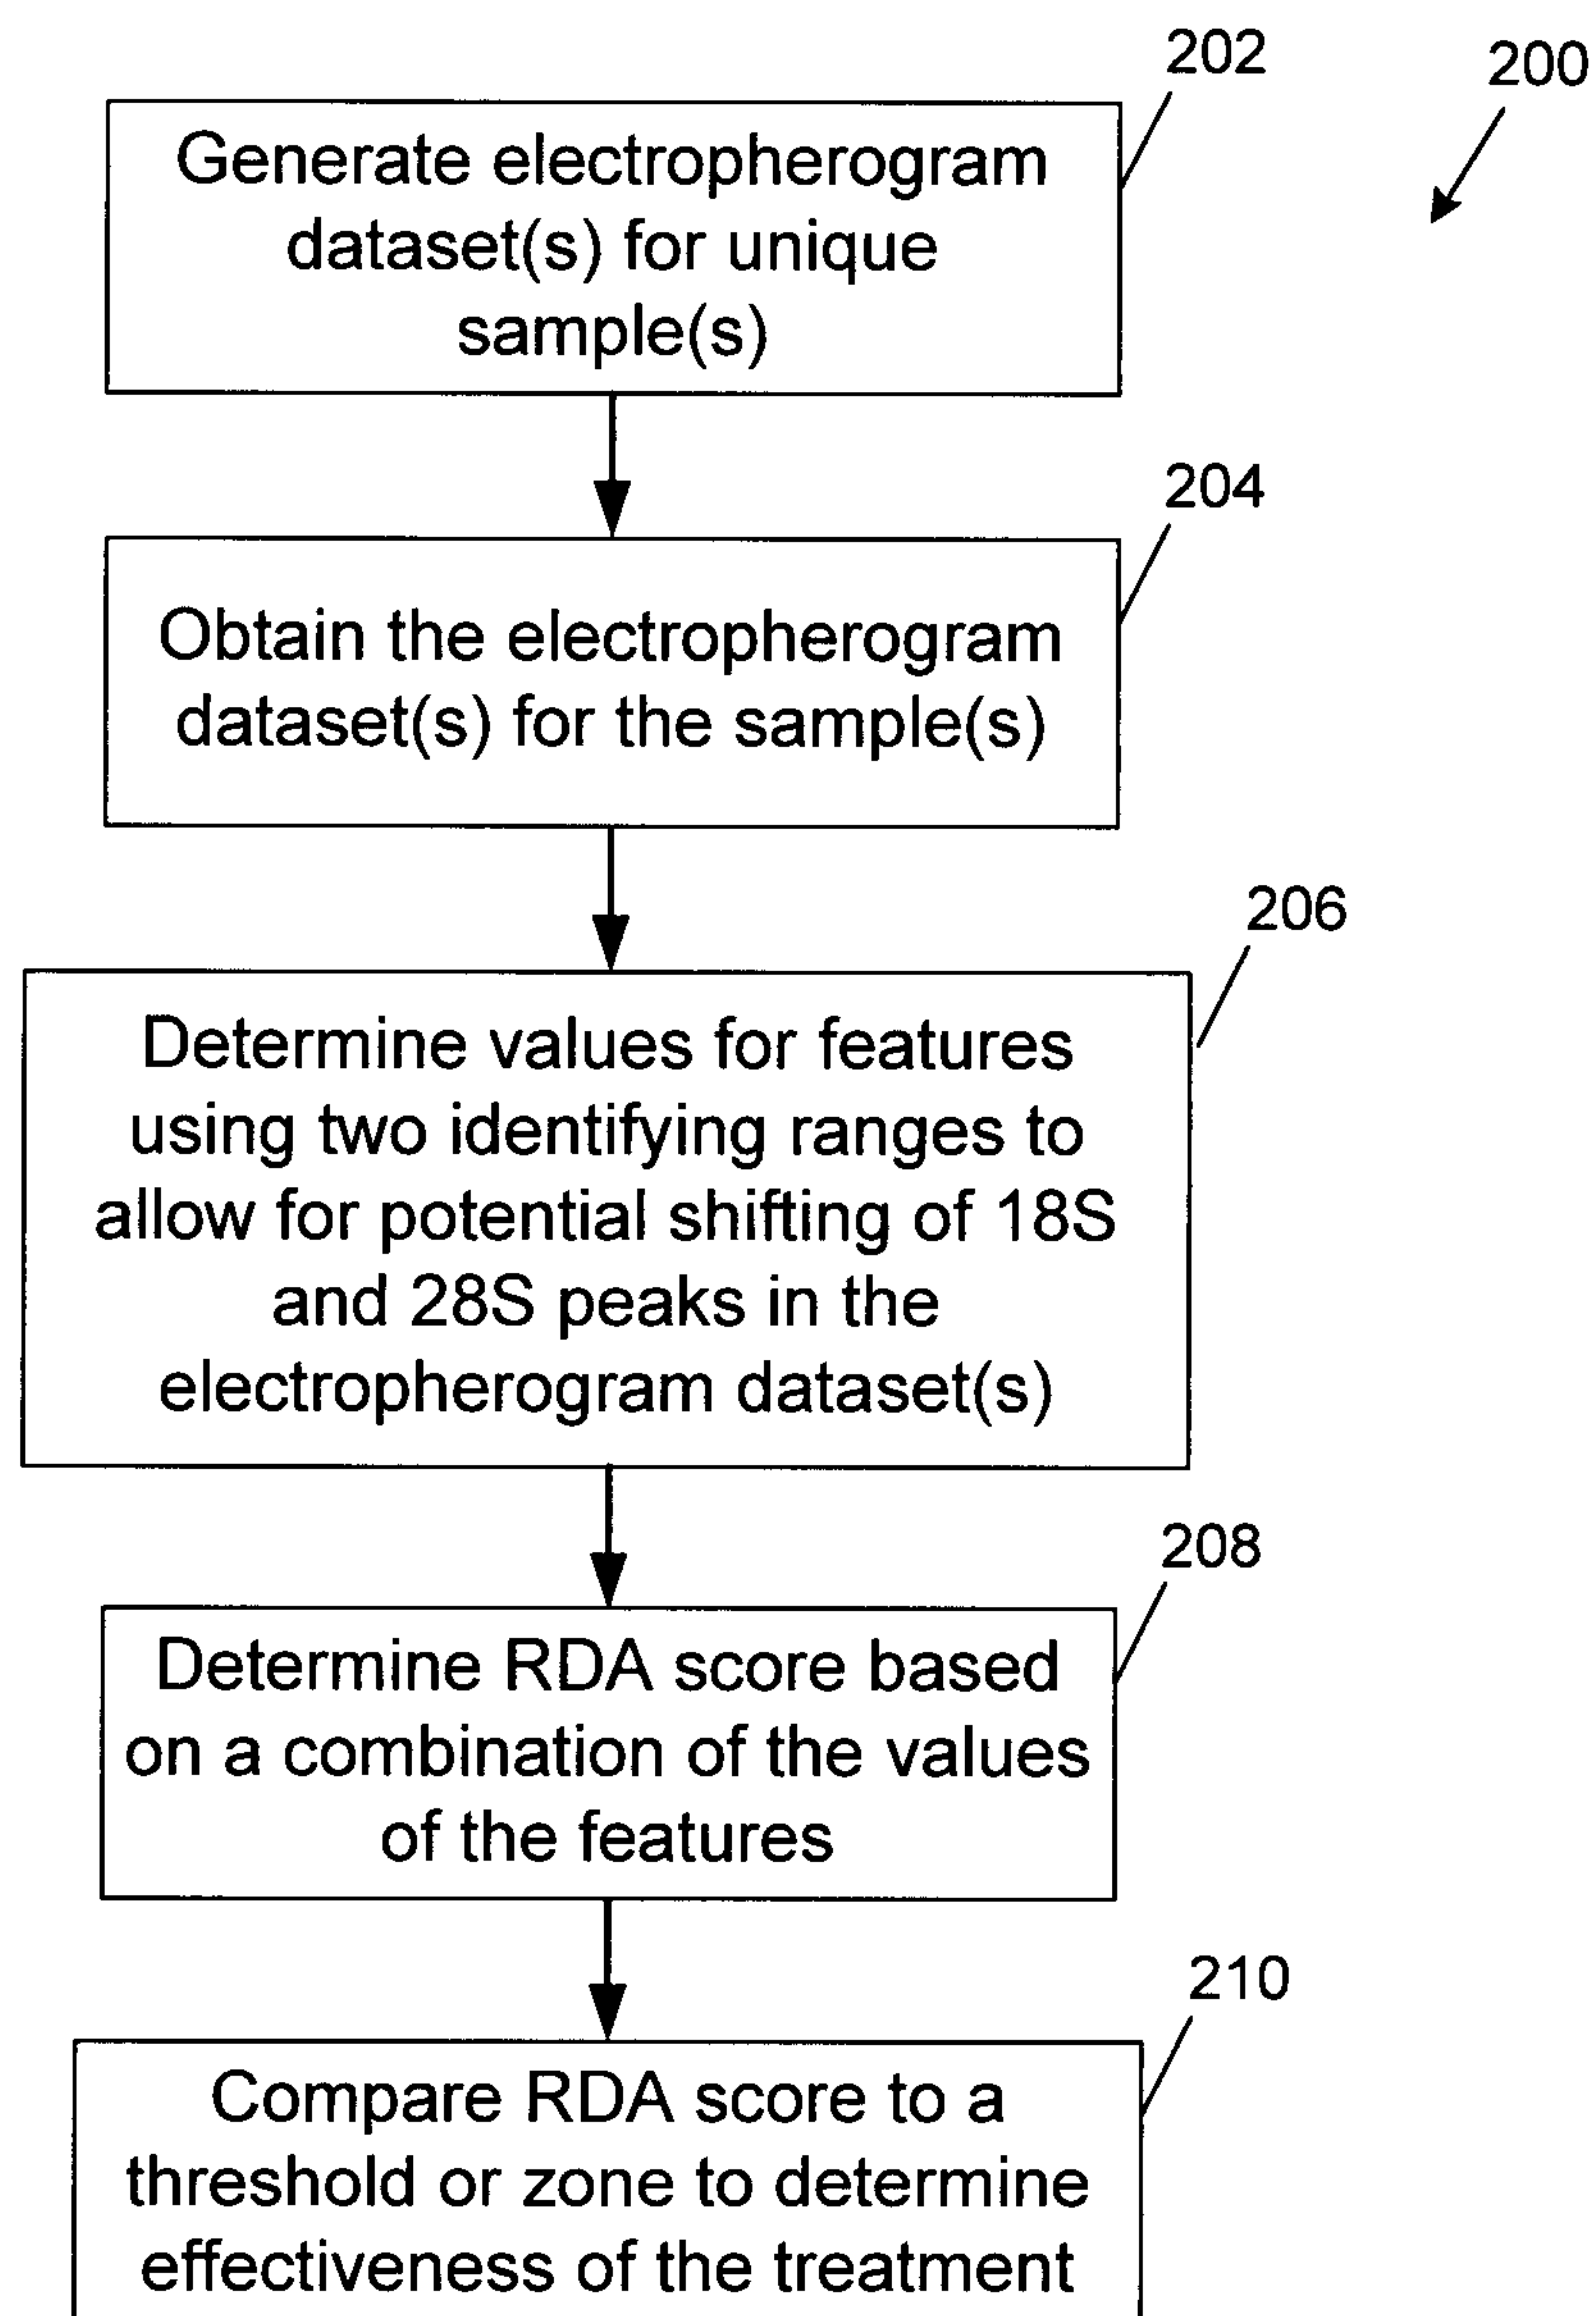 202
200
Generate electropherogram
dataset(s) for unique
sample(s)
204
Obtain the electropherogram
dataset(s) for the sample(s)
206
Determine values for features
using two identifying ranges to
allow for potential shifting of 18S
and 28S peaks in the
electropherogram dataset(s)
208
Determine RDA score based
on a combination of the values
of the features
210
Compare RDA score to a
threshold or zone to determine
effectiveness of the treatment